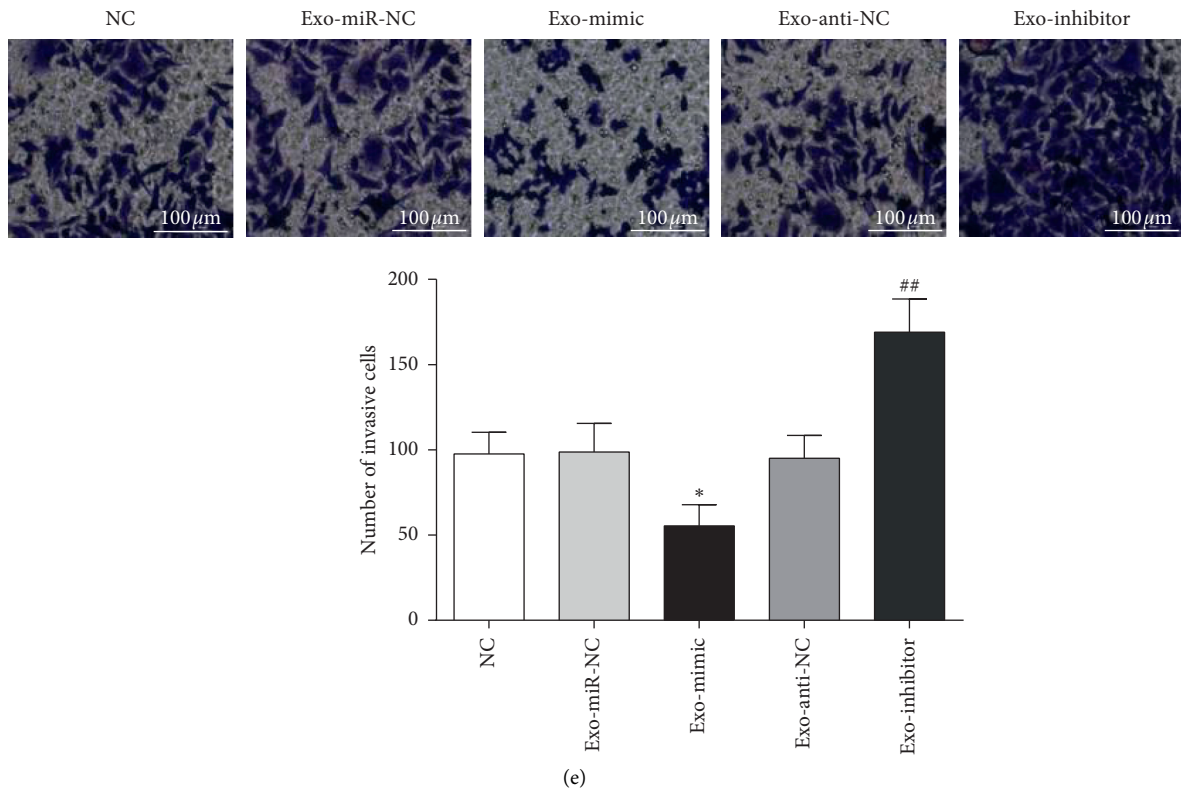 NC
Exo-miR-NC
Exo-mimic
Exo-anti-NC
Exo-inhibitor
100 μm
100 μm
100 μm
100 μm
100 μm
Number of invasive cells
200
150
100
50
0
*
##
NC
Exo-miR-NC
Exo-mimic
Exo-anti-NC
Exo-inhibitor
(e)